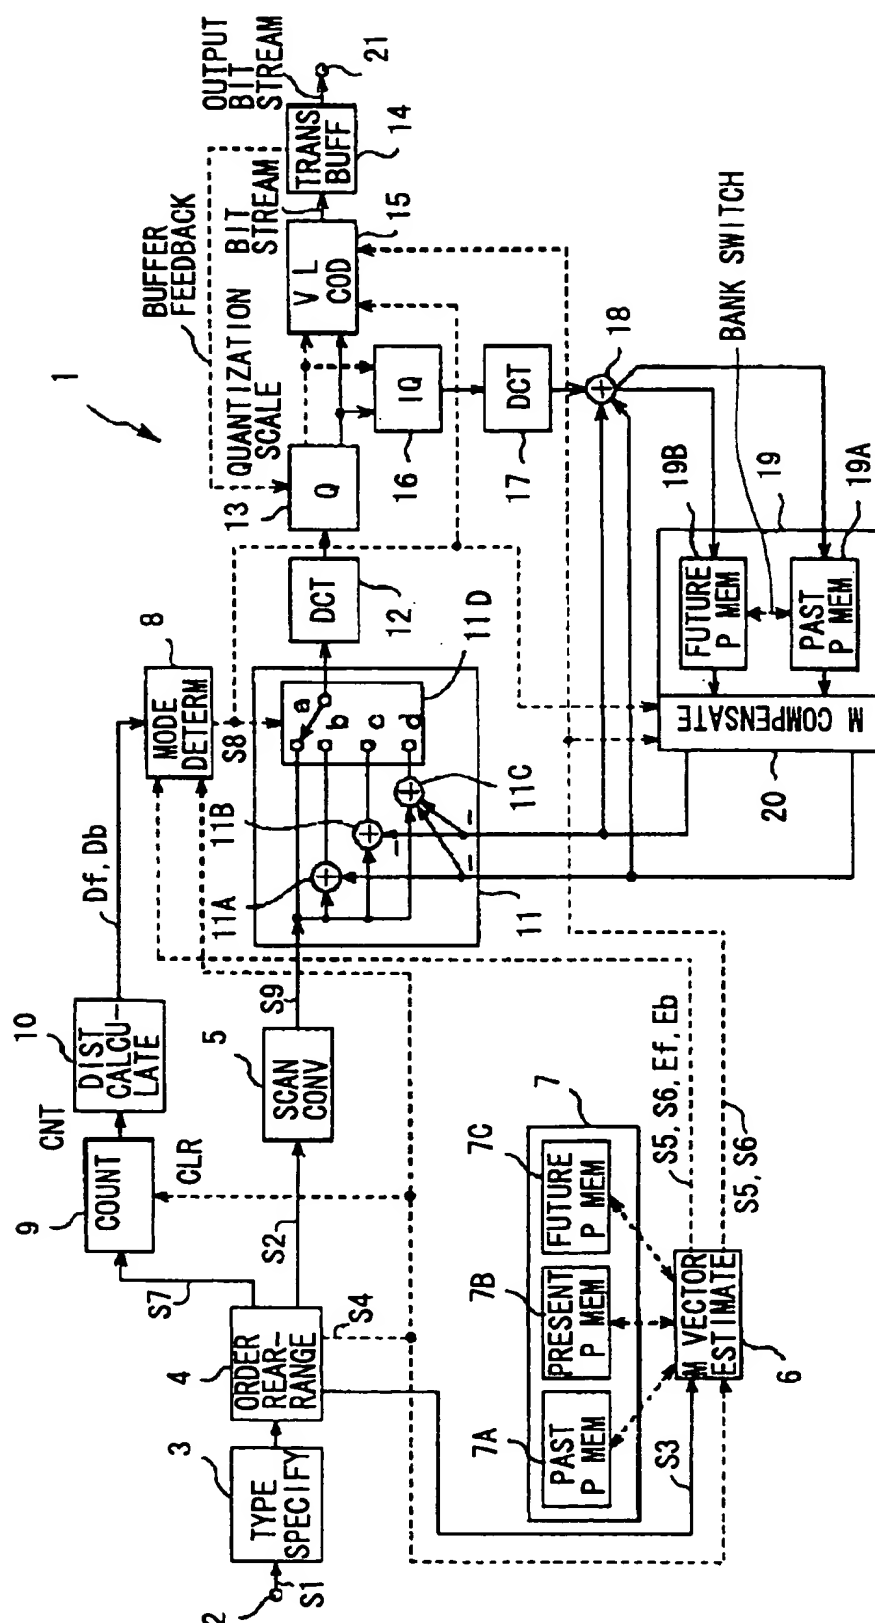 1
2
S1
TYPE
SPECIFY
3
ORDER
REAR-
RANGE
4
S7
S2
S4
S3
COUNT
9
CNT
CLR
DIST
CALCU-
LATE
10
Df, Db
SCAN
CONV
5
S9
MODE
DETERM
8
S8
11A
11B
11C
11D
11
a
b
c
d
DCT
12
Q
13
QUANTIZATION
SCALE
BUFFER
FEEDBACK
V L
COD
15
BIT
STREAM
TRANS
BUFF
14
OUTPUT
BIT
STREAM
21
IQ
16
DCT
17
18
BANK SWITCH
FUTURE
P MEM
19B
PAST
P MEM
19A
19
M COMPENSATE
20
PAST
P MEM
7A
PRESENT
P MEM
7B
FUTURE
P MEM
7C
7
M VECTOR
ESTIMATE
6
S5, S6, Ef, Eb
S5, S6